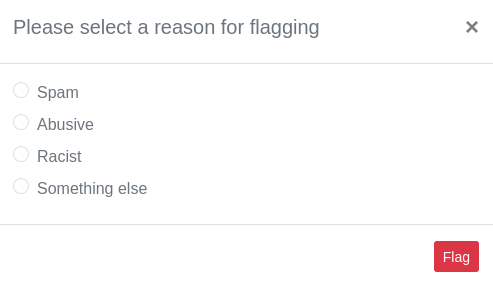 Please select a reason for flagging ×
Spam
Abusive
Racist
Something else
Flag